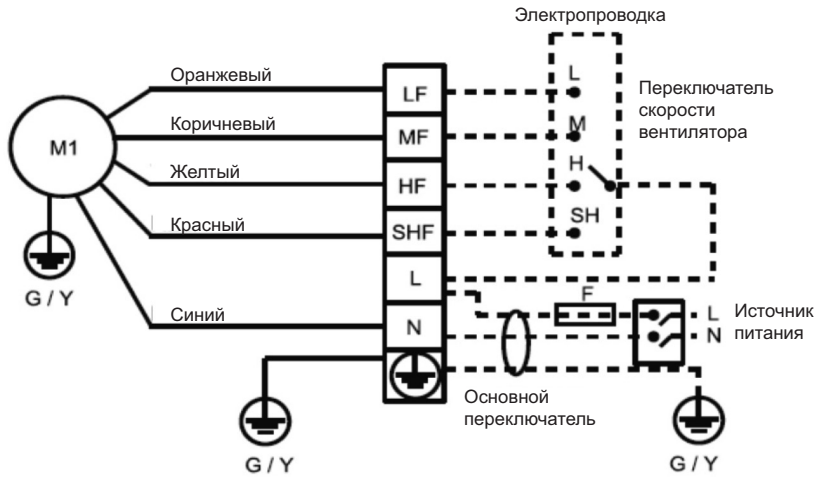 Электропроводка
Оранжевый
LF
L
Переключатель
скорости
вентилятора
Коричневый
MF
M
M1
Желтый
HF
H
Красный
SHF
SH
G / Y
L
F
Синий
N
L
N
Источник
питания
Основной
переключатель
G / Y
G / Y